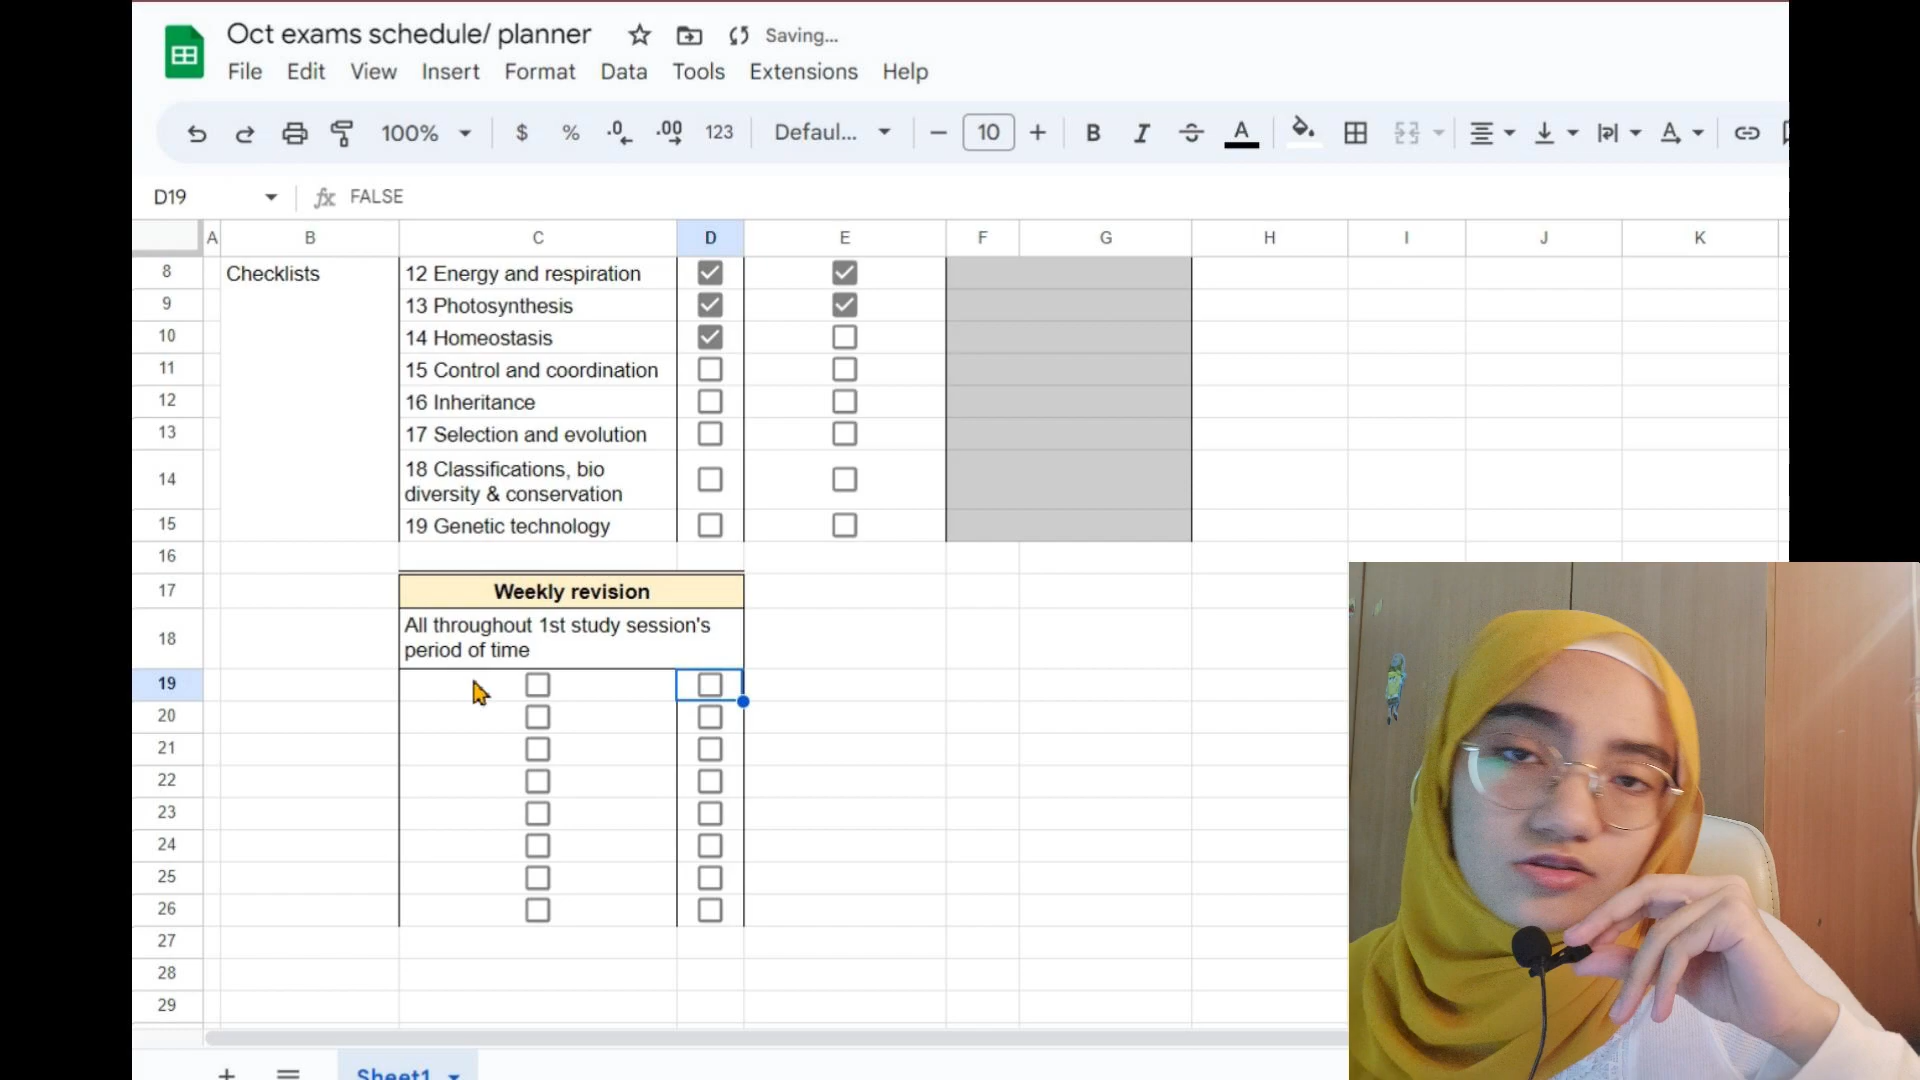 Oct exams schedule/ planner Saving...
File Edit View Insert Format Data Tools Extensions Help
100% $ % .0 .00 123 Defaul... 10 B I A
D19 fx FALSE
A B C D E F G H I J K
8 Checklists 12 Energy and respiration
9 13 Photosynthesis
10 14 Homeostasis
11 15 Control and coordination
12 16 Inheritance
13 17 Selection and evolution
14 18 Classifications, bio
diversity & conservation
15 19 Genetic technology
16
17 Weekly revision
18 All throughout 1st study session's
period of time
19
20
21
22
23
24
25
26
27
28
29
Sheet1